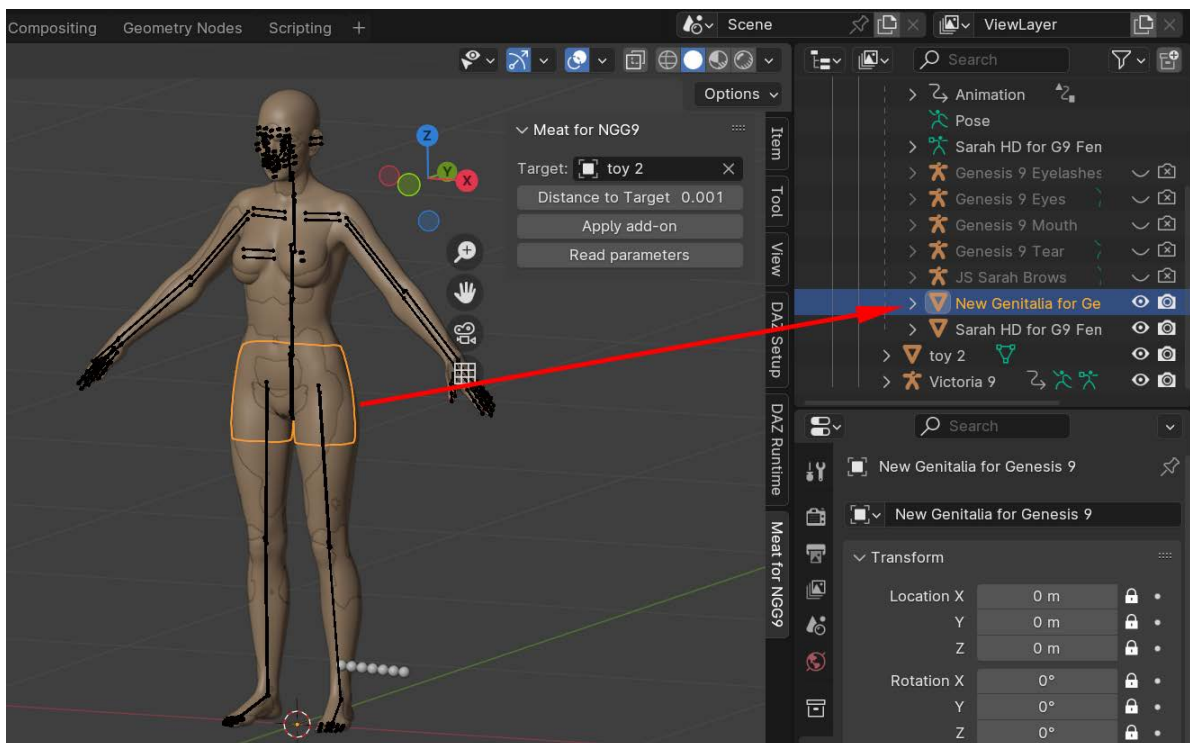 Compositing Geometry Nodes Scripting + Scene ViewLayer
Search
Options
Animation 2
Pose
Meat for NGG9
Sarah HD for G9 Fen
Target: toy 2
Genesis 9 Eyelashes
Distance to Target 0.001
Genesis 9 Eyes
Apply add-on
Genesis 9 Mouth
Read parameters
Genesis 9 Tear
JS Sarah Brows
New Genitalia for Ge
Sarah HD for G9 Fen
toy 2
Victoria 9
Z
Y
X
Item
Tool
View
DAZ Setup
DAZ Runtime
Meat for NGG9
Search
New Genitalia for Genesis 9
New Genitalia for Genesis 9
Transform
Location X 0 m
Y 0 m
Z 0 m
Rotation X 0°
Y 0°
Z 0°